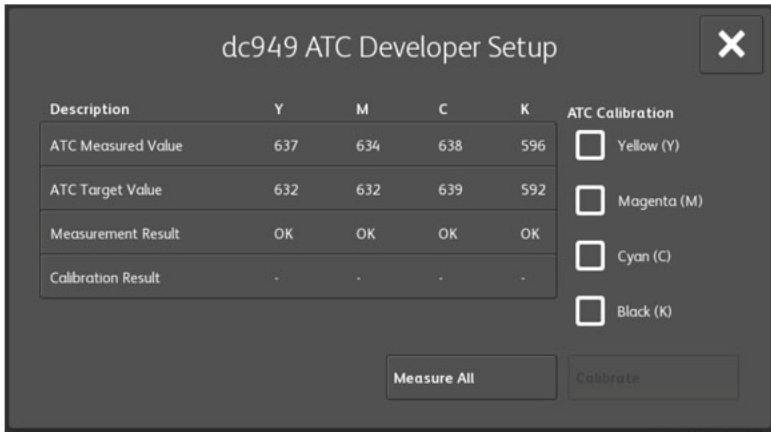 dc949 ATC Developer Setup
Description Y M C K ATC Calibration
ATC Measured Value 637 634 638 596 Yellow (Y)
ATC Target Value 632 632 639 592 Magenta (M)
Measurement Result OK OK OK OK
Cyan (C)
Calibration Result - - - -
Black (K)
Measure All Calibrate